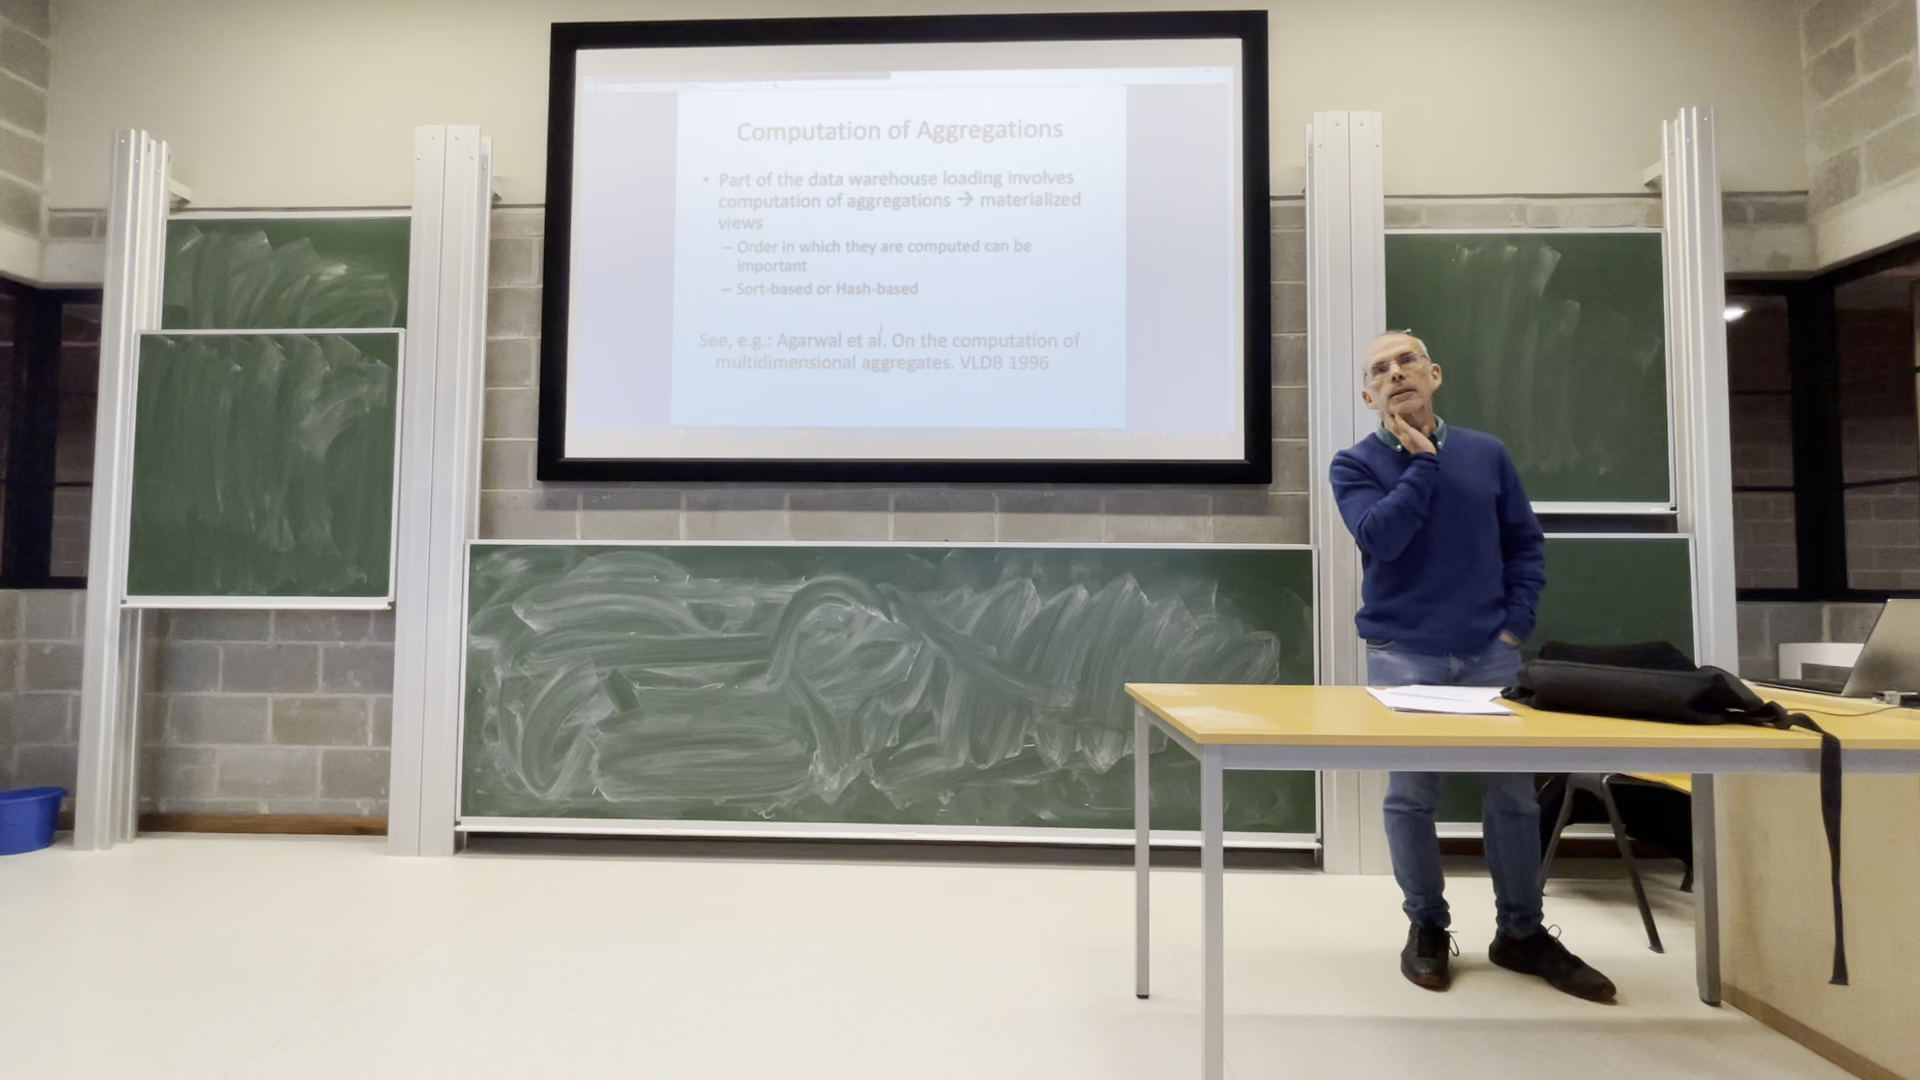 Computation of Aggregations
• Part of the data warehouse loading involves
computation of aggregations → materialized
views
– Order in which they are computed can be
important
– Sort-based or Hash-based
See, e.g.: Agarwal et al. On the computation of
multidimensional aggregates. VLDB 1996